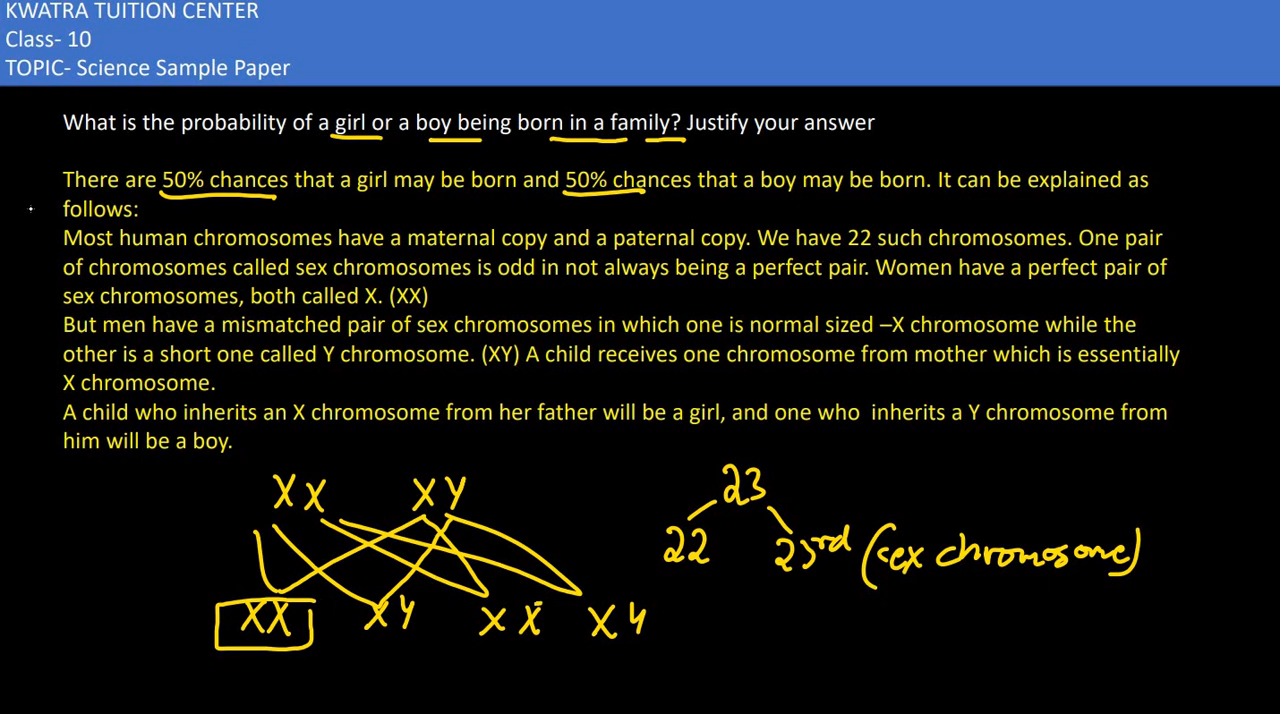 KWATRA TUITION CENTER
Class- 10
TOPIC- Science Sample Paper
What is the probability of a girl or a boy being born in a family? Justify your answer
There are 50% chances that a girl may be born and 50% chances that a boy may be born. It can be explained as
follows:
Most human chromosomes have a maternal copy and a paternal copy. We have 22 such chromosomes. One pair
of chromosomes called sex chromosomes is odd in not always being a perfect pair. Women have a perfect pair of
sex chromosomes, both called X. (XX)
But men have a mismatched pair of sex chromosomes in which one is normal sized –X chromosome while the
other is a short one called Y chromosome. (XY) A child receives one chromosome from mother which is essentially
X chromosome.
A child who inherits an X chromosome from her father will be a girl, and one who inherits a Y chromosome from
him will be a boy.
XX XY 23
22 23rd (sex chromosome)
XX XY XX XY